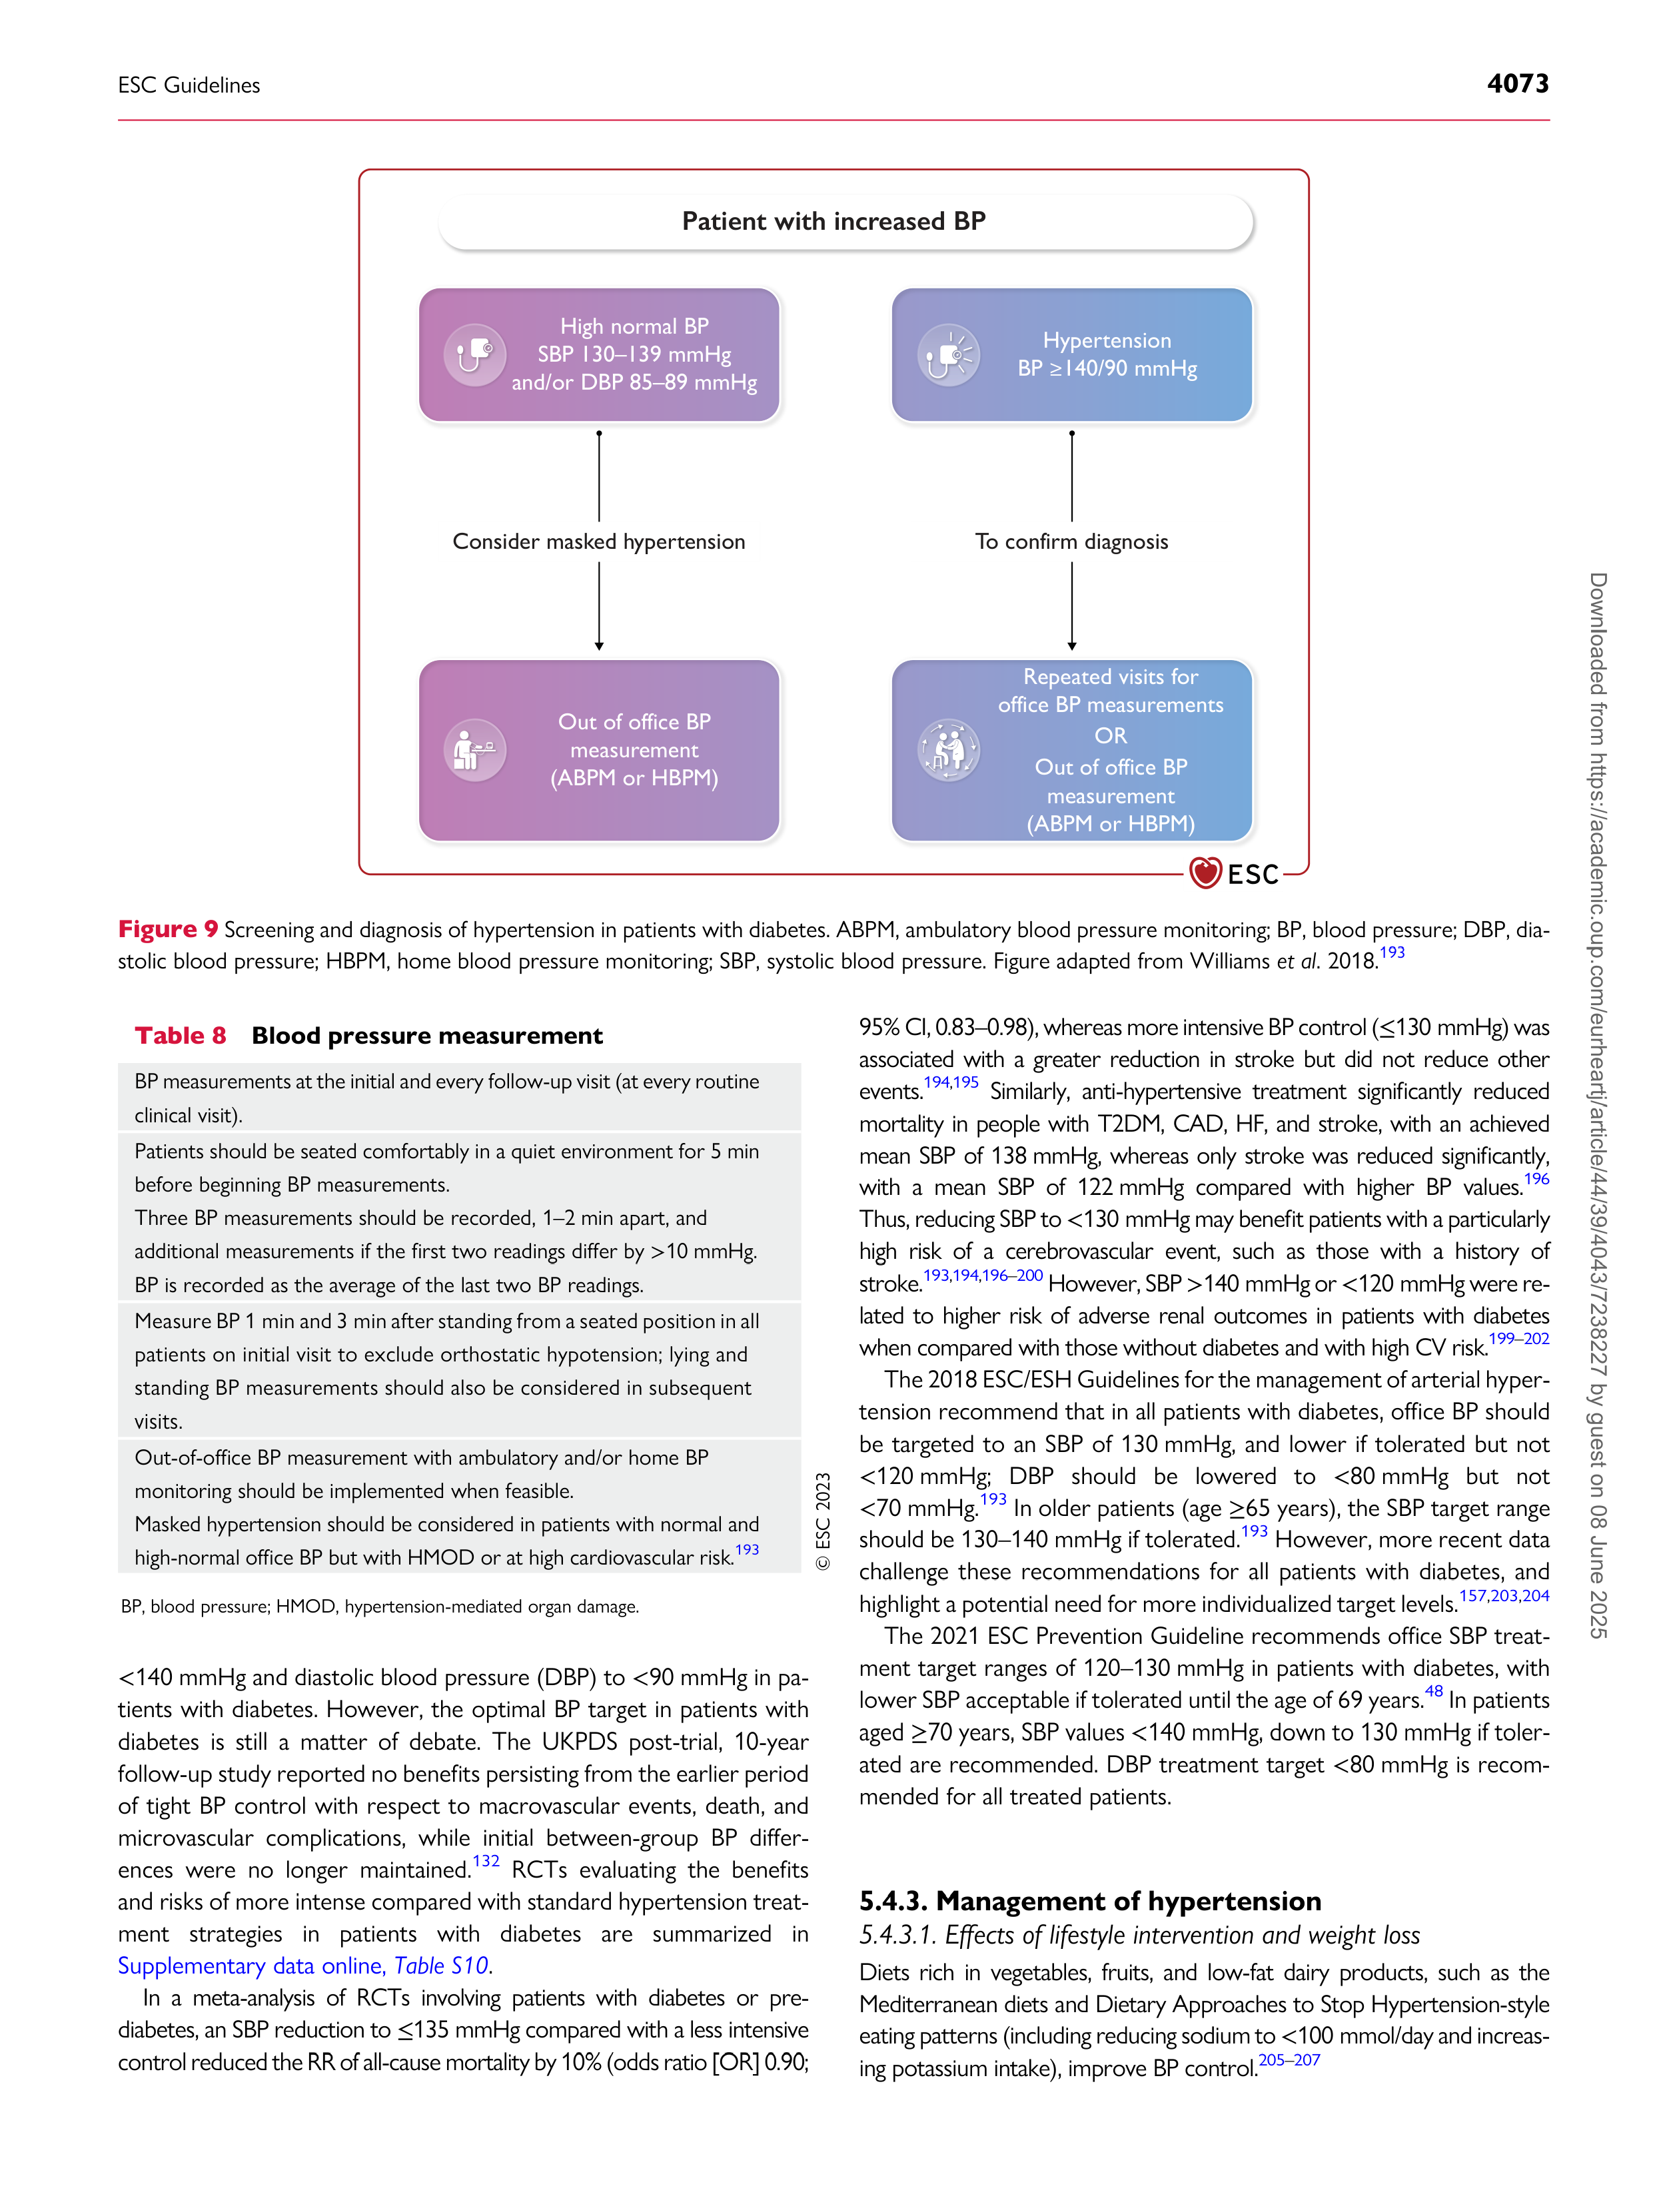 ESC Guidelines
4073
Patient with increased BP
High normal BP
SBP 130–139 mmHg
and/or DBP 85–89 mmHg
Hypertension
BP ≥140/90 mmHg
Consider masked hypertension
To confirm diagnosis
Out of office BP
measurement
(ABPM or HBPM)
Repeated visits for
office BP measurements
OR
Out of office BP
measurement
(ABPM or HBPM)
ESC
Figure 9 Screening and diagnosis of hypertension in patients with diabetes. ABPM, ambulatory blood pressure monitoring; BP, blood pressure; DBP, dia-
stolic blood pressure; HBPM, home blood pressure monitoring; SBP, systolic blood pressure. Figure adapted from Williams et al. 2018.193
Table 8 Blood pressure measurement
BP measurements at the initial and every follow-up visit (at every routine
clinical visit).
Patients should be seated comfortably in a quiet environment for 5 min
before beginning BP measurements.
Three BP measurements should be recorded, 1–2 min apart, and
additional measurements if the first two readings differ by >10 mmHg.
BP is recorded as the average of the last two BP readings.
Measure BP 1 min and 3 min after standing from a seated position in all
patients on initial visit to exclude orthostatic hypotension; lying and
standing BP measurements should also be considered in subsequent
visits.
Out-of-office BP measurement with ambulatory and/or home BP
monitoring should be implemented when feasible.
Masked hypertension should be considered in patients with normal and
high-normal office BP but with HMOD or at high cardiovascular risk.193
© ESC 2023
BP, blood pressure; HMOD, hypertension-mediated organ damage.
<140 mmHg and diastolic blood pressure (DBP) to <90 mmHg in pa-
tients with diabetes. However, the optimal BP target in patients with
diabetes is still a matter of debate. The UKPDS post-trial, 10-year
follow-up study reported no benefits persisting from the earlier period
of tight BP control with respect to macrovascular events, death, and
microvascular complications, while initial between-group BP differ-
ences were no longer maintained.132 RCTs evaluating the benefits
and risks of more intense compared with standard hypertension treat-
ment strategies in patients with diabetes are summarized in
Supplementary data online, Table S10.
In a meta-analysis of RCTs involving patients with diabetes or pre-
diabetes, an SBP reduction to ≤135 mmHg compared with a less intensive
control reduced the RR of all-cause mortality by 10% (odds ratio [OR] 0.90;
95% CI, 0.83–0.98), whereas more intensive BP control (≤130 mmHg) was
associated with a greater reduction in stroke but did not reduce other
events.194,195 Similarly, anti-hypertensive treatment significantly reduced
mortality in people with T2DM, CAD, HF, and stroke, with an achieved
mean SBP of 138 mmHg, whereas only stroke was reduced significantly,
with a mean SBP of 122 mmHg compared with higher BP values.196
Thus, reducing SBP to <130 mmHg may benefit patients with a particularly
high risk of a cerebrovascular event, such as those with a history of
stroke.193,194,196–200 However, SBP >140 mmHg or <120 mmHg were re-
lated to higher risk of adverse renal outcomes in patients with diabetes
when compared with those without diabetes and with high CV risk.199–202
The 2018 ESC/ESH Guidelines for the management of arterial hyper-
tension recommend that in all patients with diabetes, office BP should
be targeted to an SBP of 130 mmHg, and lower if tolerated but not
<120 mmHg; DBP should be lowered to <80 mmHg but not
<70 mmHg.193 In older patients (age ≥65 years), the SBP target range
should be 130–140 mmHg if tolerated.193 However, more recent data
challenge these recommendations for all patients with diabetes, and
highlight a potential need for more individualized target levels.157,203,204
The 2021 ESC Prevention Guideline recommends office SBP treat-
ment target ranges of 120–130 mmHg in patients with diabetes, with
lower SBP acceptable if tolerated until the age of 69 years.48 In patients
aged ≥70 years, SBP values <140 mmHg, down to 130 mmHg if toler-
ated are recommended. DBP treatment target <80 mmHg is recom-
mended for all treated patients.
5.4.3. Management of hypertension
5.4.3.1. Effects of lifestyle intervention and weight loss
Diets rich in vegetables, fruits, and low-fat dairy products, such as the
Mediterranean diets and Dietary Approaches to Stop Hypertension-style
eating patterns (including reducing sodium to <100 mmol/day and increas-
ing potassium intake), improve BP control.205–207
Downloaded from https://academic.oup.com/eurheartj/article/44/39/4043/7238227 by guest on 08 June 2025